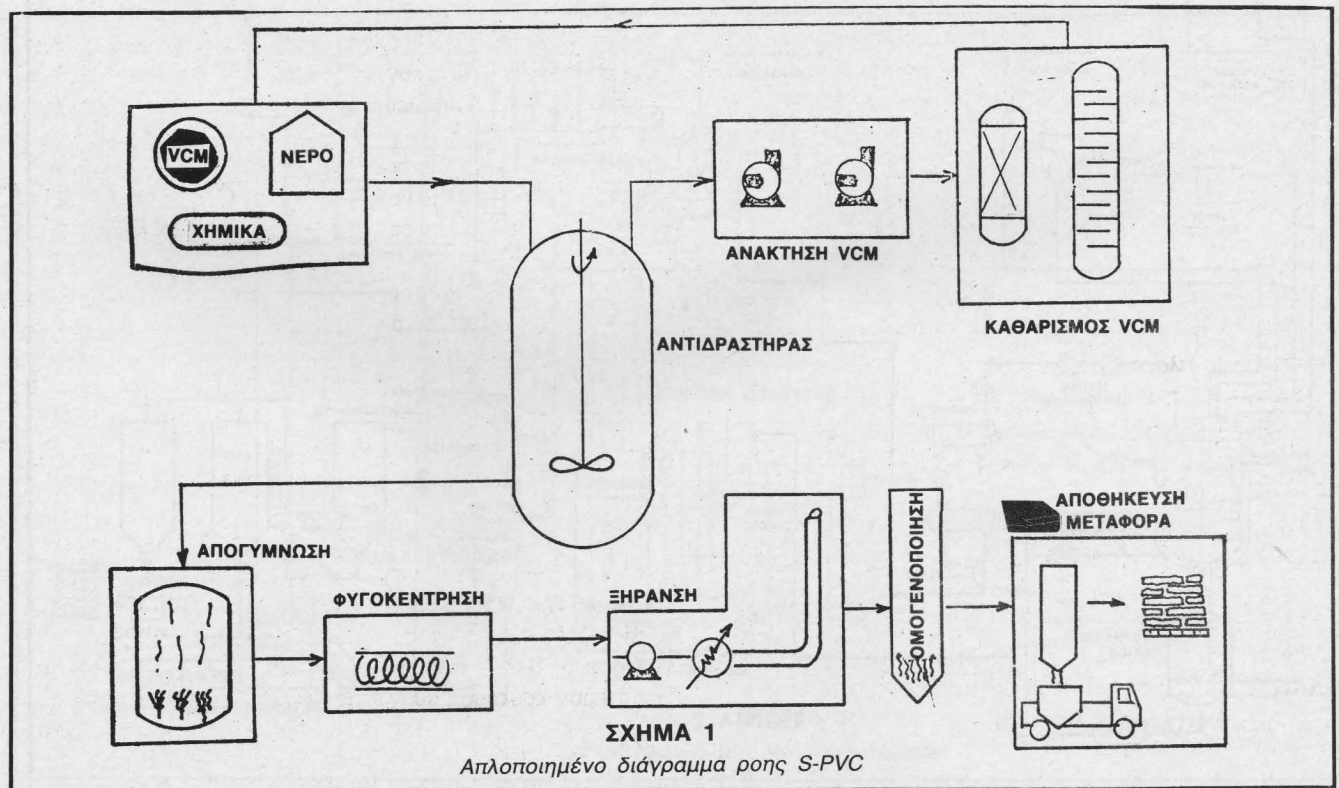 VCM
ΝΕΡΟ
ΧΗΜΙΚΑ
ΑΝΑΚΤΗΣΗ VCM
ΚΑΘΑΡΙΣΜΟΣ VCM
ΑΝΤΙΔΡΑΣΤΗΡΑΣ
ΑΠΟΓΥΜΝΩΣΗ
ΦΥΓΟΚΕΝΤΡΗΣΗ
ΞΗΡΑΝΣΗ
ΟΜΟΓΕΝΟΠΟΙΗΣΗ
ΑΠΟΘΗΚΕΥΣΗ
ΜΕΤΑΦΟΡΑ
ΣΧΗΜΑ 1
Απλοποιημένο διάγραμμα ροης S-PVC